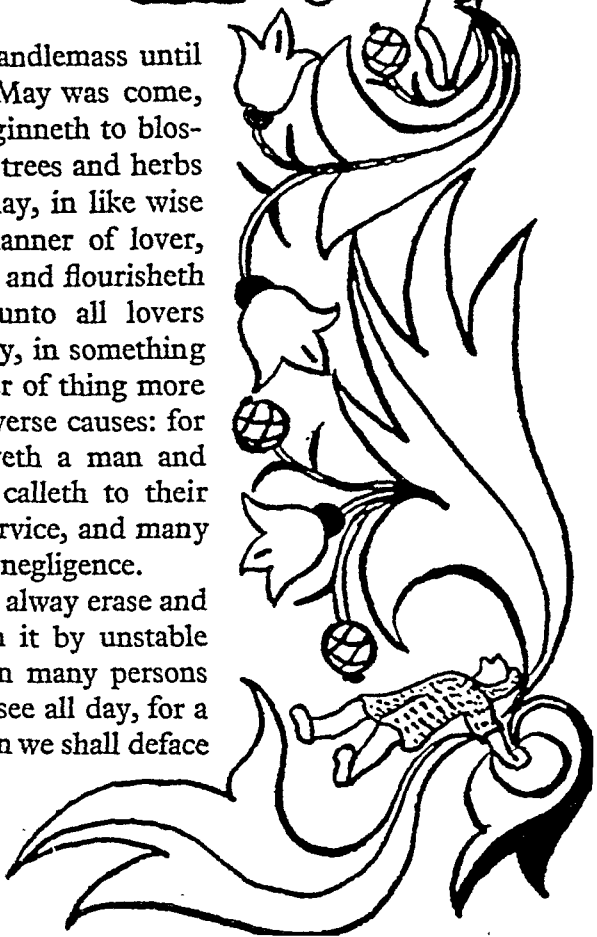 andlemass until
May was come,
ginneth to blos-
trees and herbs
ay, in like wise
anner of lover,
and flourisheth
unto all lovers
y, in something
r of thing more
verse causes: for
eth a man and
calleth to their
rvice, and many
negligence.
alway erase and
it by unstable
n many persons
see all day, for a
n we shall deface